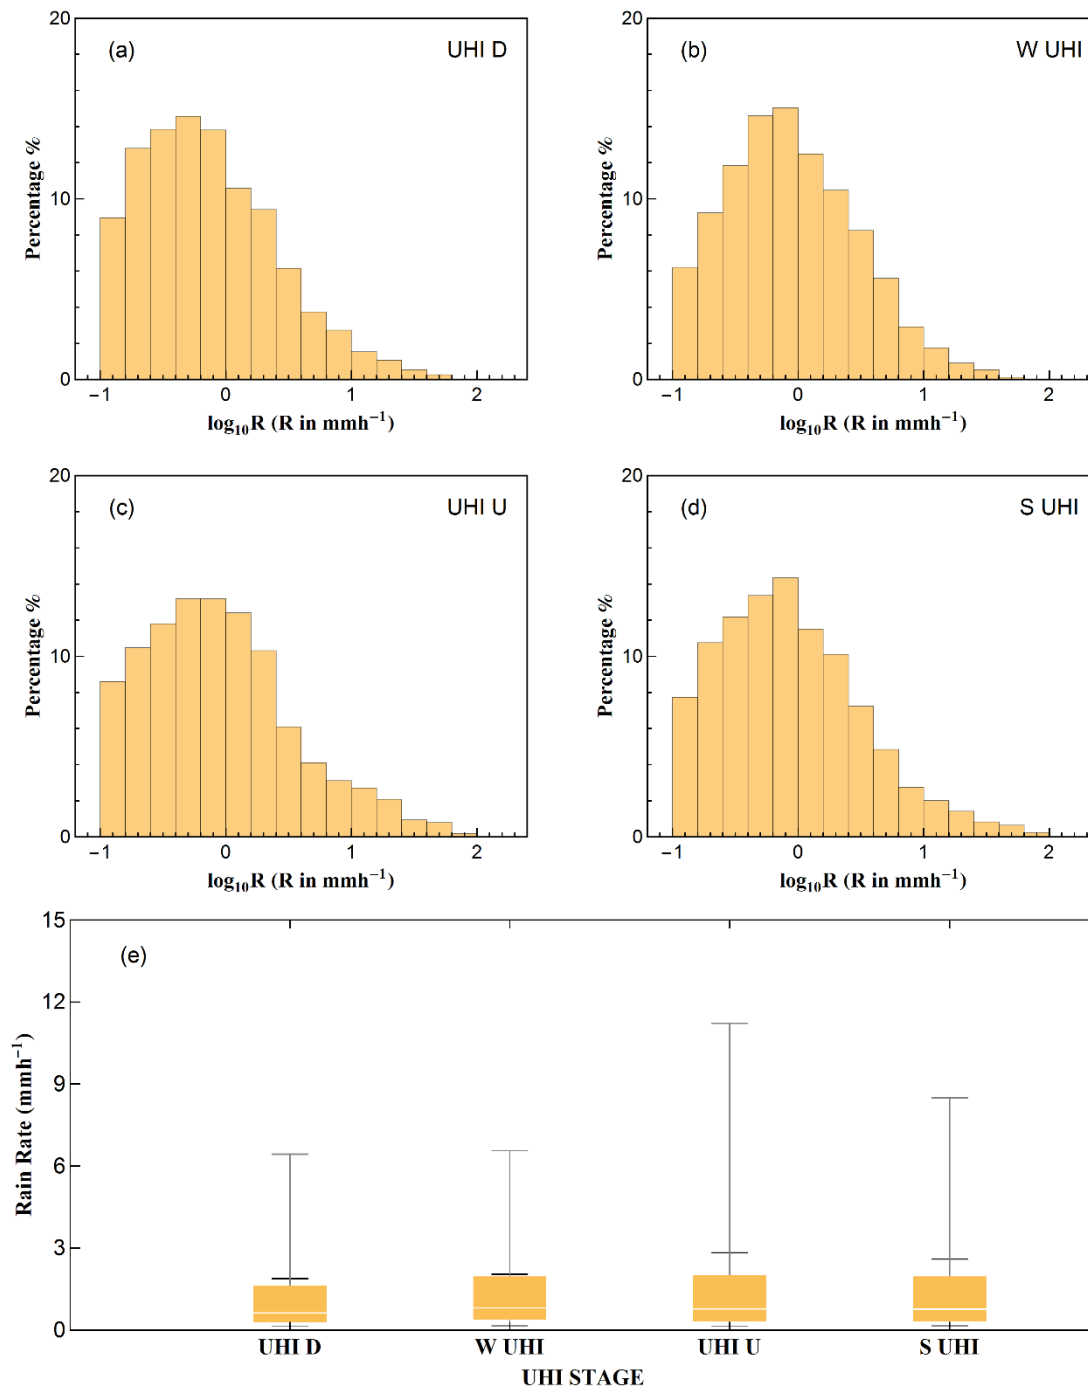 20
(a)
UHI D
Percentage %
10
0
−1
0
1
2
log₁₀R (R in mmh⁻¹)
20
(b)
W UHI
Percentage %
10
0
−1
0
1
2
log₁₀R (R in mmh⁻¹)
20
(c)
UHI U
Percentage %
10
0
−1
0
1
2
log₁₀R (R in mmh⁻¹)
20
(d)
S UHI
Percentage %
10
0
−1
0
1
2
log₁₀R (R in mmh⁻¹)
15
(e)
12
9
6
3
0
Rain Rate (mmh⁻¹)
UHI D
W UHI
UHI U
S UHI
UHI STAGE